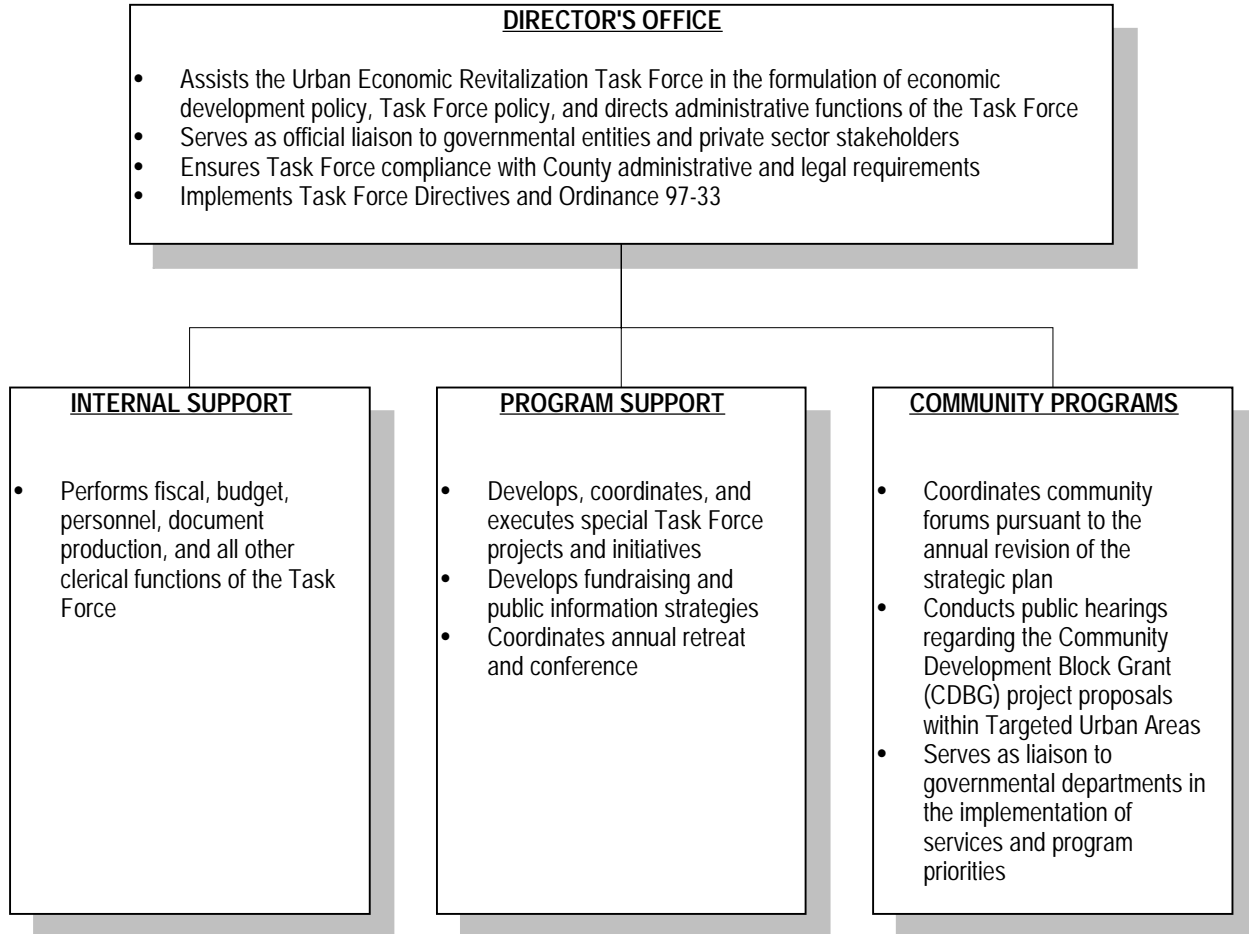 DIRECTOR'S OFFICE
• Assists the Urban Economic Revitalization Task Force in the formulation of economic
development policy, Task Force policy, and directs administrative functions of the Task Force
• Serves as official liaison to governmental entities and private sector stakeholders
• Ensures Task Force compliance with County administrative and legal requirements
• Implements Task Force Directives and Ordinance 97-33
INTERNAL SUPPORT
• Performs fiscal, budget,
personnel, document
production, and all other
clerical functions of the Task
Force
PROGRAM SUPPORT
• Develops, coordinates, and
executes special Task Force
projects and initiatives
• Develops fundraising and
public information strategies
• Coordinates annual retreat
and conference
COMMUNITY PROGRAMS
• Coordinates community
forums pursuant to the
annual revision of the
strategic plan
• Conducts public hearings
regarding the Community
Development Block Grant
(CDBG) project proposals
within Targeted Urban Areas
• Serves as liaison to
governmental departments in
the implementation of
services and program
priorities